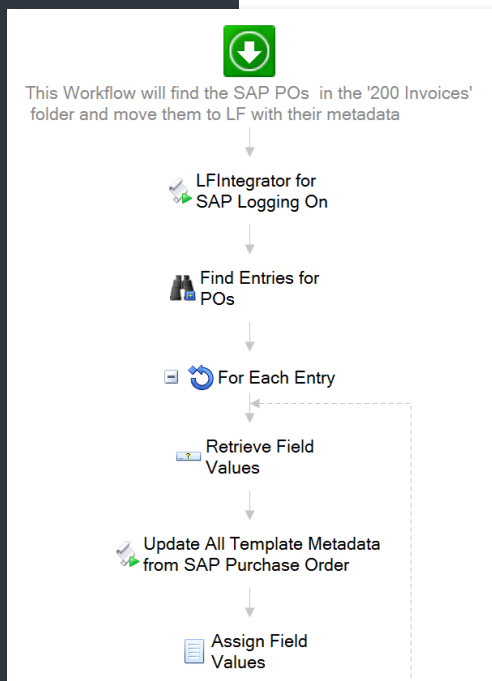 This Workflow will find the SAP POs in the '200 Invoices'
folder and move them to LF with their metadata
LFIntegrator for
SAP Logging On
Find Entries for
POs
For Each Entry
Retrieve Field
Values
Update All Template Metadata
from SAP Purchase Order
Assign Field
Values